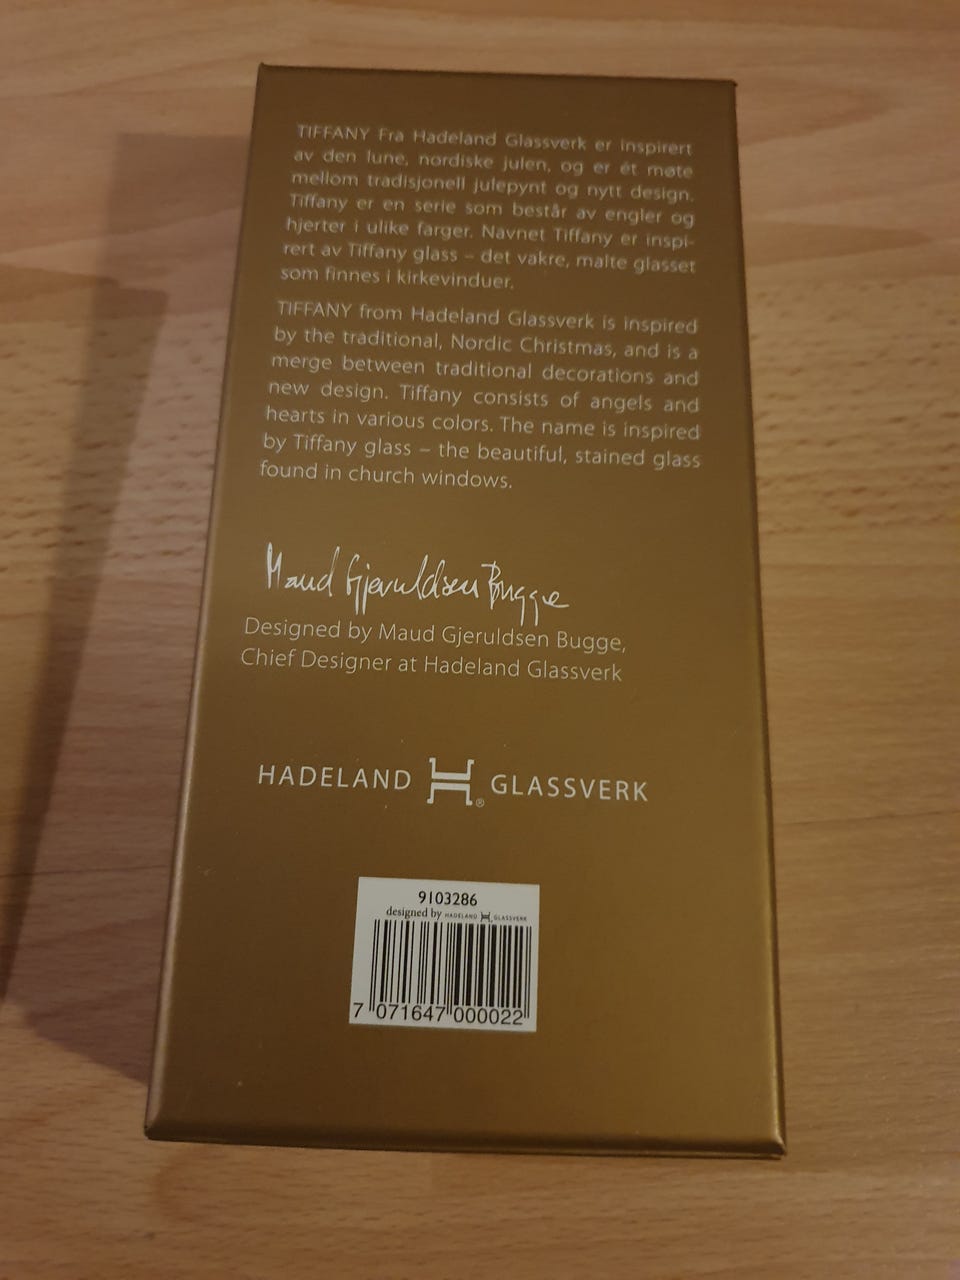 TIFFANY Fra Hadeland Glassverk er inspirert
av den lune, nordiske julen, og er ét møte
mellom tradisjonell julepynt og nytt design.
Tiffany er en serie som består av engler og
hjerter i ulike farger. Navnet Tiffany er inspi-
rert av Tiffany glass – det vakre, malte glasset
som finnes i kirkevinduer.
TIFFANY from Hadeland Glassverk is inspired
by the traditional, Nordic Christmas, and is a
merge between traditional decorations and
new design. Tiffany consists of angels and
hearts in various colors. The name is inspired
by Tiffany glass – the beautiful, stained glass
found in church windows.
Maud Gjeruldsen Bugge
Designed by Maud Gjeruldsen Bugge,
Chief Designer at Hadeland Glassverk
HADELAND ® GLASSVERK
9103286
designed by HADELAND GLASSVERK
7 071647 000022